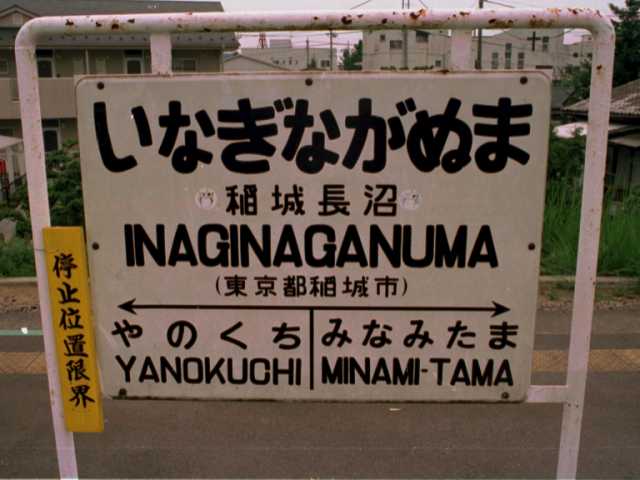 いなぎながぬま
稲城長沼
INAGINAGANUMA
(東京都稲城市)
やのくち みなみたま
YANOKUCHI MINAMI-TAMA
停止位置限界